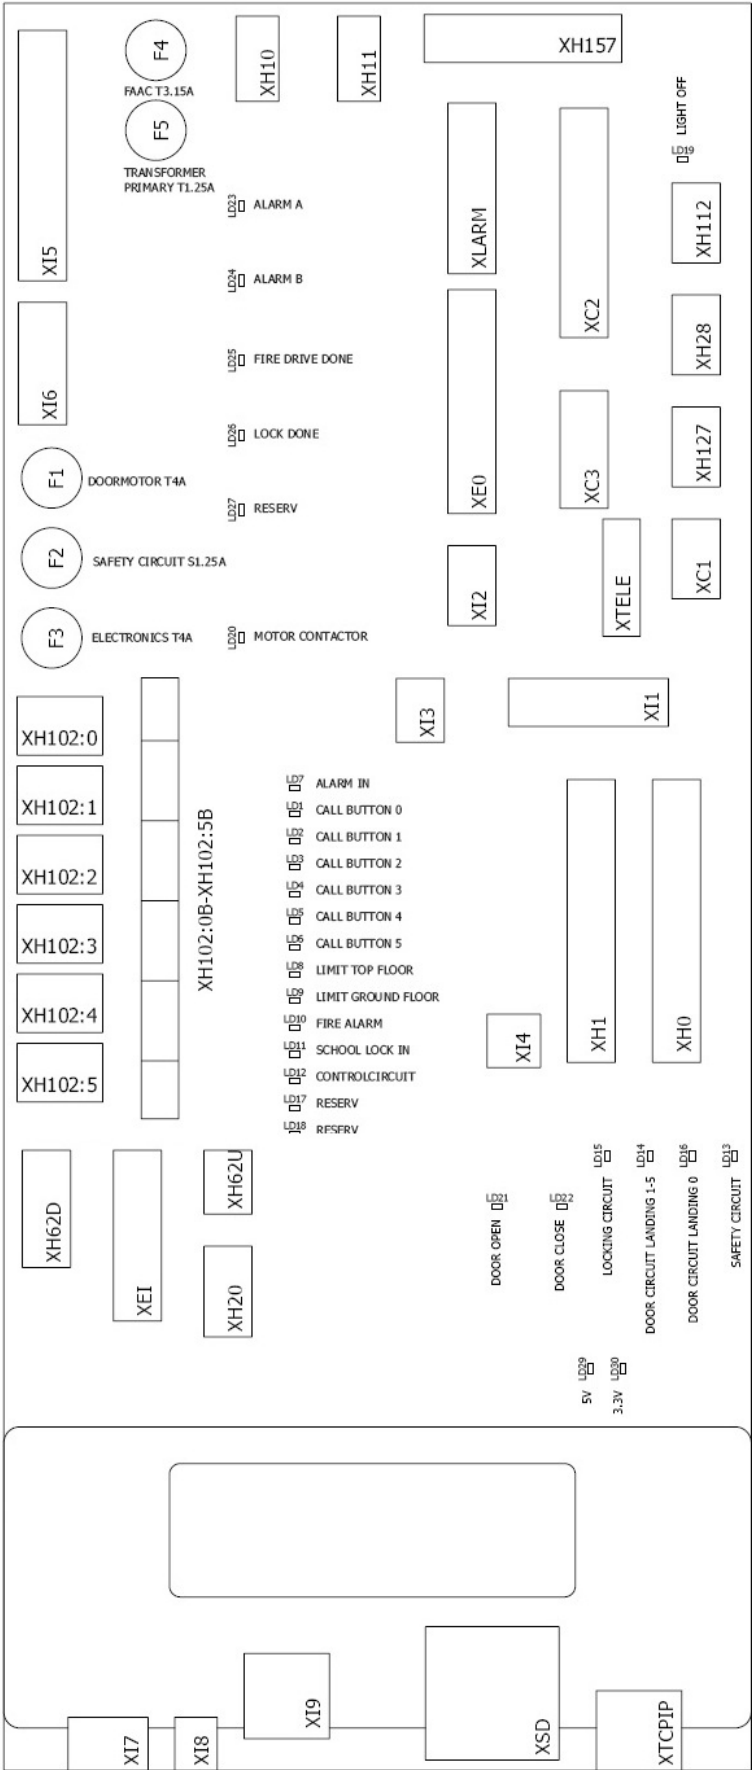 F4
FAAC T3.15A
F5
TRANSFORMER
PRIMARY T1.25A
XH10
XH11
XH157
LIGHT OFF
LD19
XI5
LD23 ALARM A
XLARM
XH112
LD24 ALARM B
XC2
XI6
LD25 FIRE DRIVE DONE
XH28
LD26 LOCK DONE
F1 DOORMOTOR T4A
XE0
XC3
XH127
LD27 RESERV
F2 SAFETY CIRCUIT S1.25A
XI2
XTELE
XC1
F3 ELECTRONICS T4A
LD20 MOTOR CONTACTOR
XI3
XI1
XH102:0
XH102:1
XH102:2
XH102:3
XH102:4
XH102:5
XH102:0B-XH102:5B
LD7 ALARM IN
LD1 CALL BUTTON 0
LD2 CALL BUTTON 1
LD3 CALL BUTTON 2
LD4 CALL BUTTON 3
LD5 CALL BUTTON 4
LD6 CALL BUTTON 5
LD8 LIMIT TOP FLOOR
LD9 LIMIT GROUND FLOOR
LD10 FIRE ALARM
LD11 SCHOOL LOCK IN
LD12 CONTROLCIRCUIT
LD17 RESERV
LD18 RESERV
XI4
XH1
XH0
XH62D
XEI
XH62U
XH20
LD21
DOOR OPEN
LD22
DOOR CLOSE
LD15
LOCKING CIRCUIT
LD14
DOOR CIRCUIT LANDING 1-5
LD16
DOOR CIRCUIT LANDING 0
LD13
SAFETY CIRCUIT
LD29
5V
LD30
3.3V
XI7
XI8
XI9
XSD
XTCPIP